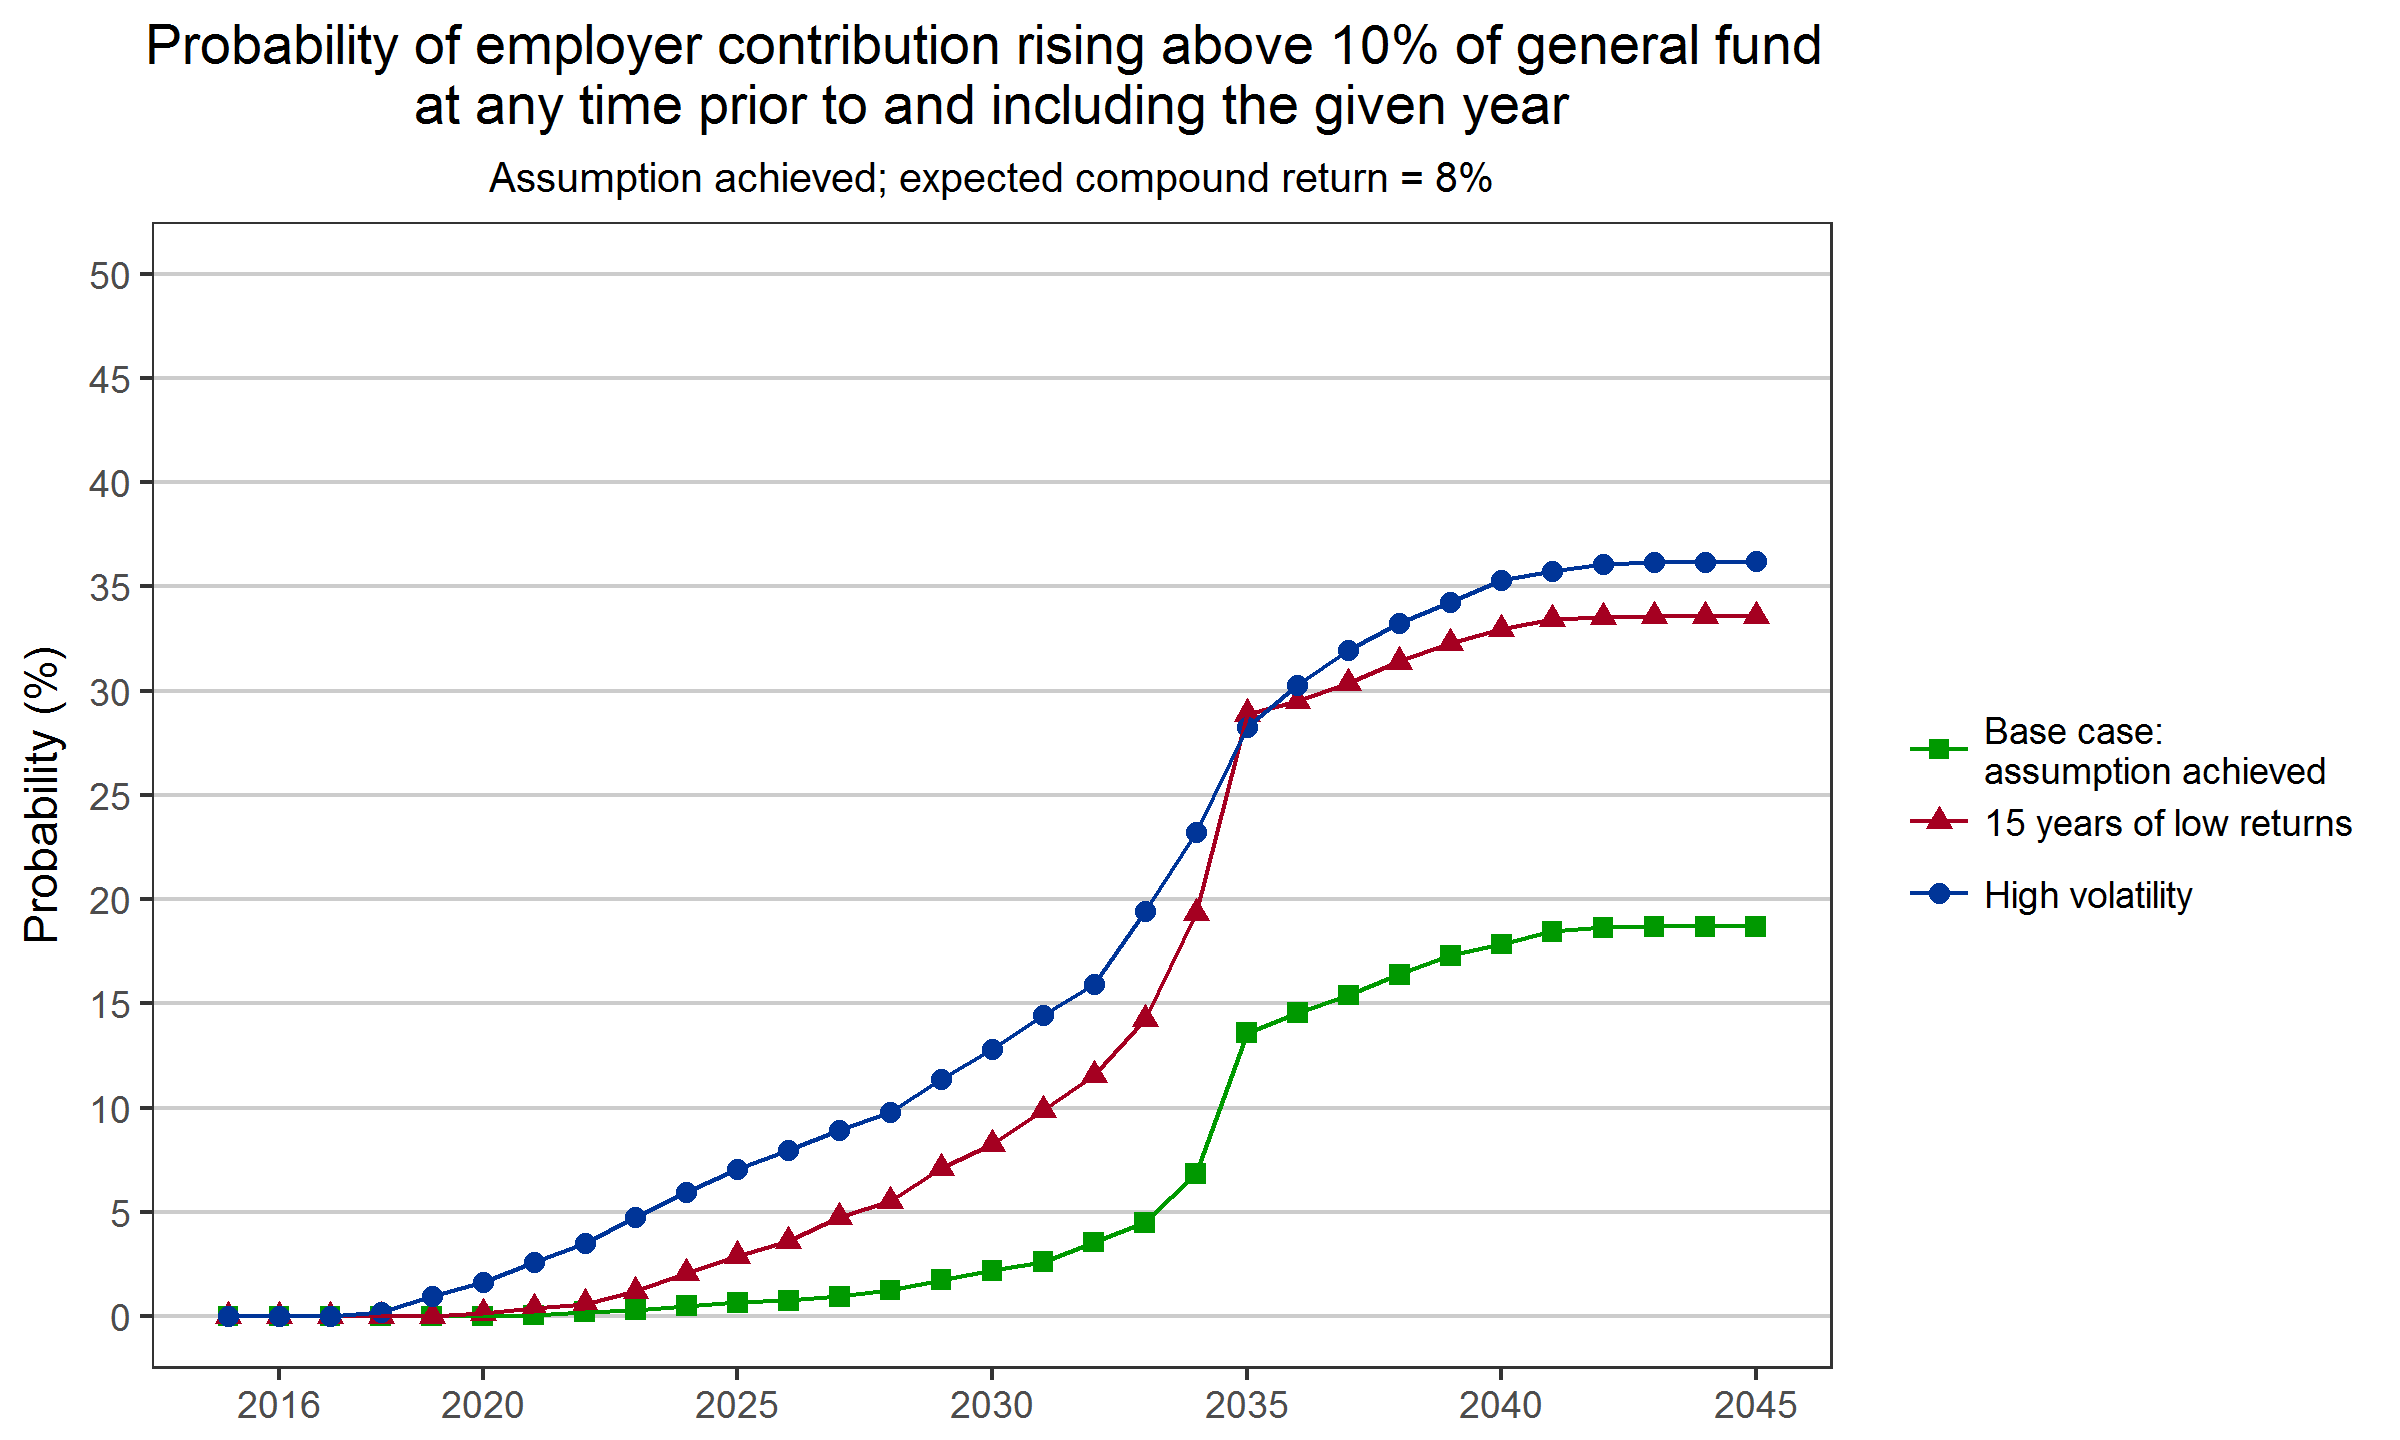 Probability of employer contribution rising above 10% of general fund
at any time prior to and including the given year
Assumption achieved; expected compound return = 8%
Probability (%)
50
45
40
35
30
25
20
15
10
5
0
2016
2020
2025
2030
2035
2040
2045
Base case:
assumption achieved
15 years of low returns
High volatility